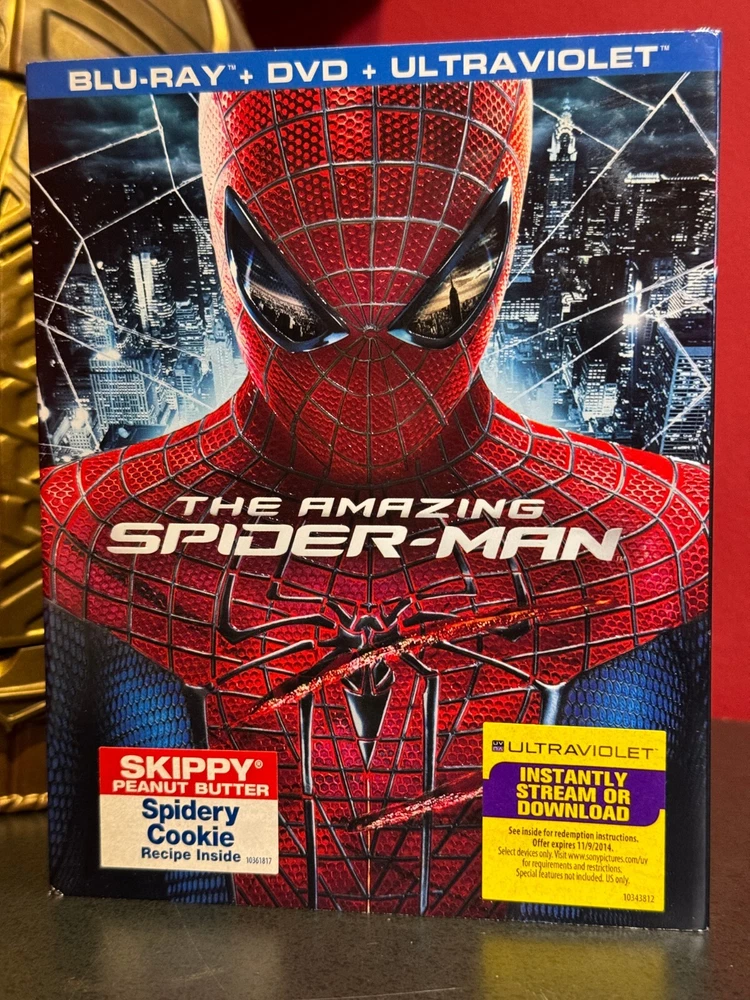 BLU-RAY™ + DVD + ULTRAVIOLET™
THE AMAZING
SPIDER-MAN
SKIPPY®
PEANUT BUTTER
Spidery
Cookie
Recipe Inside 10361817
UV ULTRAVIOLET™
INSTANTLY
STREAM OR
DOWNLOAD
See inside for redemption instructions.
Offer expires 11/9/2014.
Select devices only. Visit www.sonypictures.com/uv
for requirements and restrictions.
Special features not included. US only.
10343812